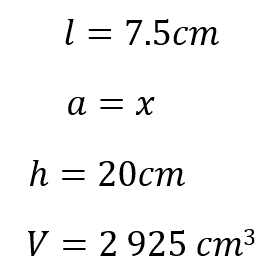 l = 7.5cm
a = x
h = 20cm
V = 2 925 cm³